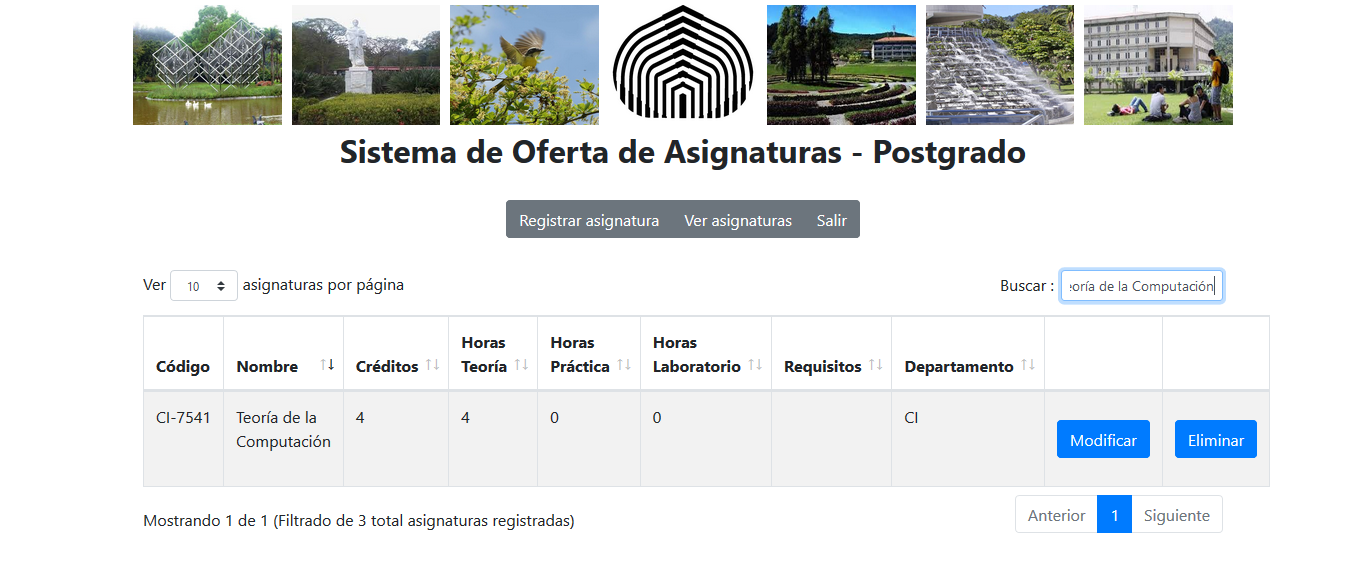 Sistema de Oferta de Asignaturas - Postgrado
Registrar asignatura Ver asignaturas Salir
Ver 10 asignaturas por página
Buscar : eoría de la Computación
Código Nombre Créditos Horas Teoría Horas Práctica Horas Laboratorio Requisitos Departamento
CI-7541 Teoría de la Computación 4 4 0 0 CI Modificar Eliminar
Mostrando 1 de 1 (Filtrado de 3 total asignaturas registradas)
Anterior 1 Siguiente